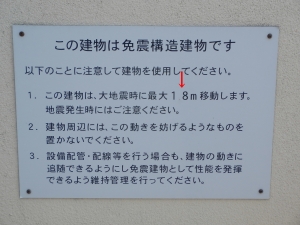 この建物は免震構造建物です
以下のことに注意して建物を使用してください。
1．この建物は、大地震時に最大18m移動します。
地震発生時にはご注意ください。
2．建物周辺には、この動きを妨げるようなものを
置かないでください。
3．設備配管・配線等を行う場合も、建物の動きに
追随できるようにし免震建物として性能を発揮
できるよう維持管理を行ってください。